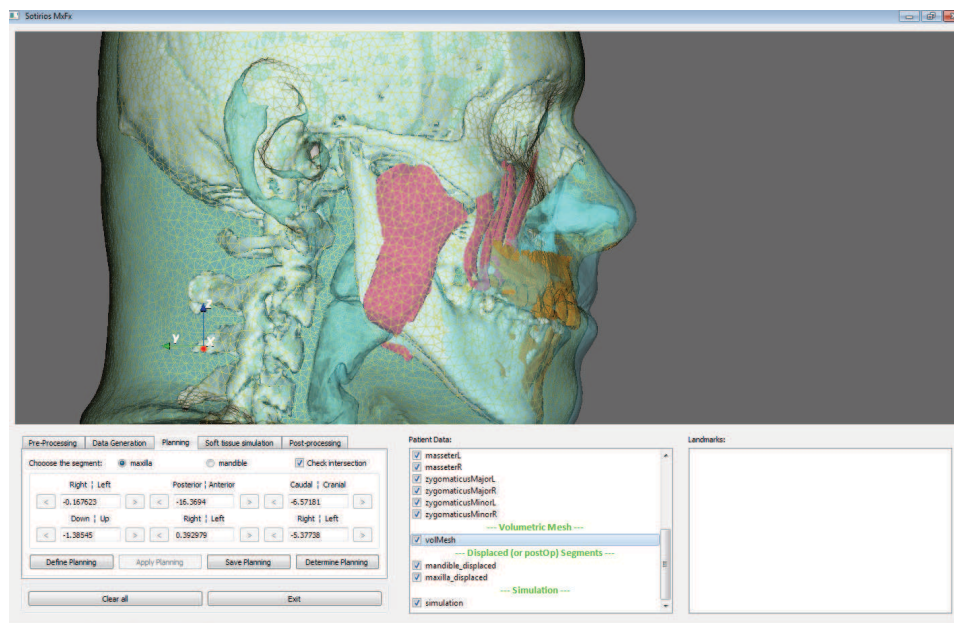 Sotirios MxFx
z
y
X
Pre-Processing Data Generation Planning Soft tissue simulation Post-processing
Choose the segment: maxilla mandible Check intersection
Right ¦ Left Posterior ¦ Anterior Caudal ¦ Cranial
< -0.167623 > < -16.3694 > < -6.57181 >
Down ¦ Up Right ¦ Left Right ¦ Left
< -1.38545 > < 0.392979 > < -5.37738 >
Define Planning Apply Planning Save Planning Determine Planning
Clear all Exit
Patient Data:
masseterL
masseterR
zygomaticusMajorL
zygomaticusMajorR
zygomaticusMinorL
zygomaticusMinorR
--- Volumetric Mesh ---
volMesh
--- Displaced (or postOp) Segments ---
mandible_displaced
maxilla_displaced
--- Simulation ---
simulation
Landmarks: